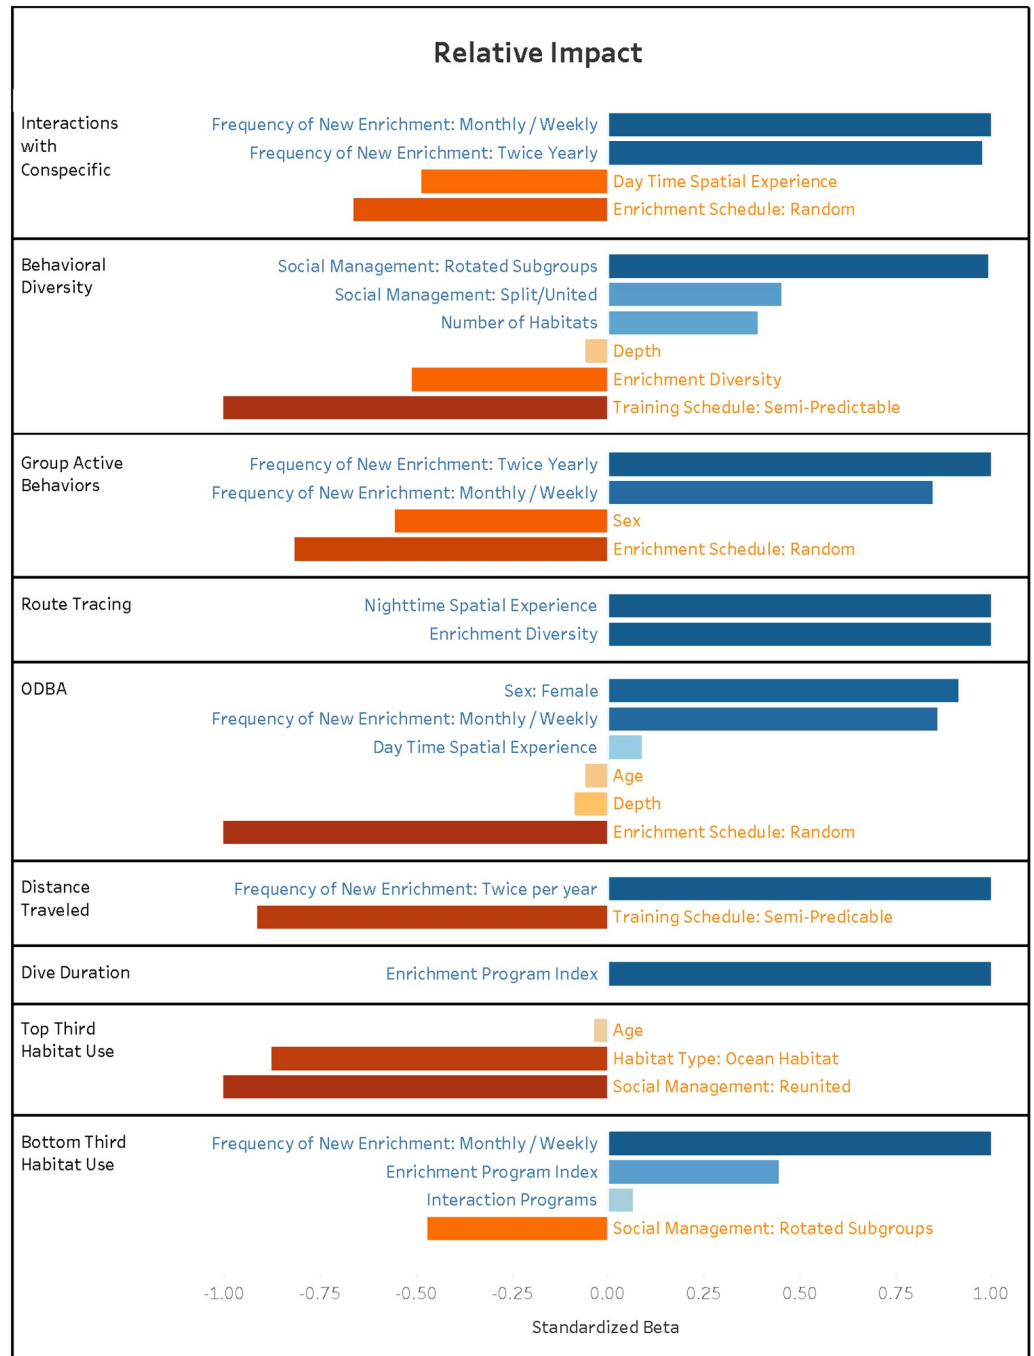 Relative Impact
Interactions
with
Conspecific
Frequency of New Enrichment: Monthly / Weekly
Frequency of New Enrichment: Twice Yearly
Day Time Spatial Experience
Enrichment Schedule: Random
Behavioral
Diversity
Social Management: Rotated Subgroups
Social Management: Split/United
Number of Habitats
Depth
Enrichment Diversity
Training Schedule: Semi-Predictable
Group Active
Behaviors
Frequency of New Enrichment: Twice Yearly
Frequency of New Enrichment: Monthly / Weekly
Sex
Enrichment Schedule: Random
Route Tracing
Nighttime Spatial Experience
Enrichment Diversity
ODBA
Sex: Female
Frequency of New Enrichment: Monthly / Weekly
Day Time Spatial Experience
Age
Depth
Enrichment Schedule: Random
Distance
Traveled
Frequency of New Enrichment: Twice per year
Training Schedule: Semi-Predicable
Dive Duration
Enrichment Program Index
Top Third
Habitat Use
Age
Habitat Type: Ocean Habitat
Social Management: Reunited
Bottom Third
Habitat Use
Frequency of New Enrichment: Monthly / Weekly
Enrichment Program Index
Interaction Programs
Social Management: Rotated Subgroups
-1.00 -0.75 -0.50 -0.25 0.00 0.25 0.50 0.75 1.00
Standardized Beta